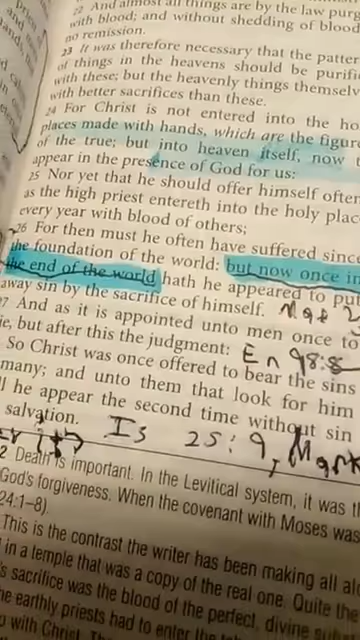 22 And almost all things are by the law purg
with blood; and without shedding of blood
no remission.
23 It was therefore necessary that the patter
of things in the heavens should be purifi
with these; but the heavenly things themselv
with better sacrifices than these.
24 For Christ is not entered into the ho
places made with hands, which are the figur
of the true; but into heaven itself, now t
appear in the presence of God for us:
25 Nor yet that he should offer himself often
as the high priest entereth into the holy plac
every year with blood of others;
26 For then must he often have suffered since
the foundation of the world: but now once in
the end of the world hath he appeared to put
away sin by the sacrifice of himself.
27 And as it is appointed unto men once to
ie, but after this the judgment: En 98:8
So Christ was once offered to bear the sins
many; and unto them that look for him
ll he appear the second time without sin
salvation.
Is 25:9, Mark
2 Death is important. In the Levitical system, it was t
God's forgiveness. When the covenant with Moses was
24:1–8).
This is the contrast the writer has been making all al
in a temple that was a copy of the real one. Quite the
s sacrifice was the blood of the perfect, divine su
he earthly priests had to enter
with Christ.